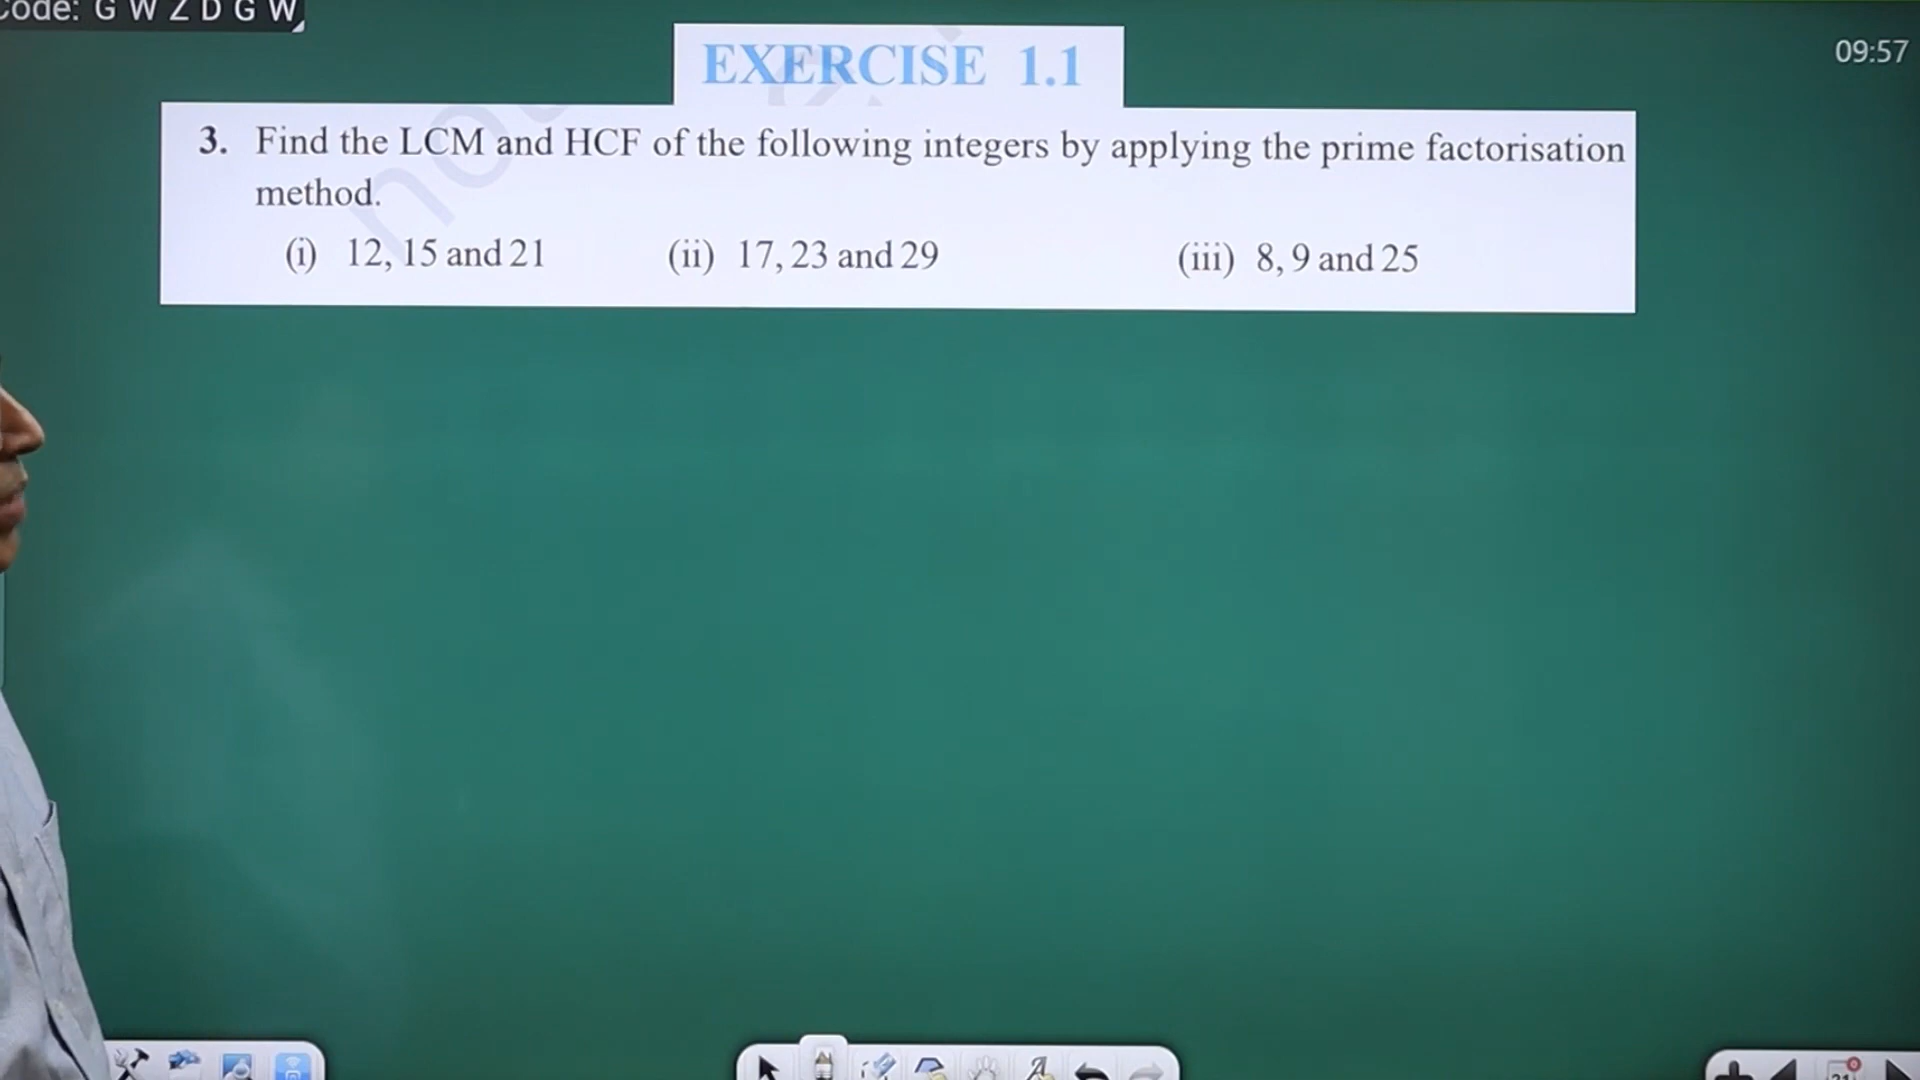 Code: G W Z D G W
09:57
EXERCISE 1.1
3. Find the LCM and HCF of the following integers by applying the prime factorisation
method.
(i) 12, 15 and 21 (ii) 17, 23 and 29 (iii) 8, 9 and 25